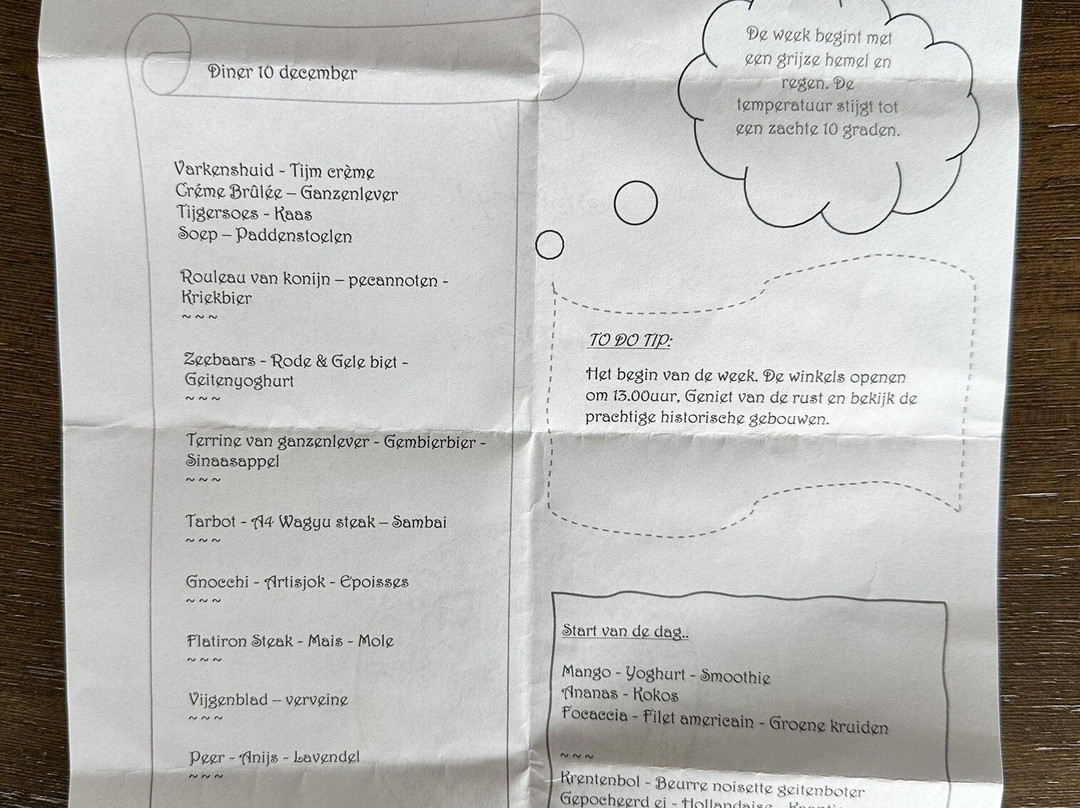 Diner 10 december
Varkenshuid - Tijm crème
Créme Brûlée – Ganzenlever
Tijgersoes - Kaas
Soep – Paddenstoelen
Rouleau van konijn – pecannoten -
Kriekbier
~ ~ ~
Zeebaars - Rode & Gele biet -
Geitenyoghurt
~ ~ ~
Terrine van ganzenlever - Gembierbier -
Sinaasappel
~ ~ ~
Tarbot - A4 Wagyu steak – Sambai
~ ~ ~
Gnocchi - Artisjok - Epoisses
~ ~ ~
Flatiron Steak - Mais - Mole
~ ~ ~
Vijgenblad – verveine
~ ~ ~
Peer - Anijs - Lavendel
~ ~ ~
De week begint met
een grijze hemel en
regen. De
temperatuur stijgt tot
een zachte 10 graden.
TO DO TIP:
Het begin van de week. De winkels openen
om 13.00uur, Geniet van de rust en bekijk de
prachtige historische gebouwen.
Start van de dag..
Mango - Yoghurt - Smoothie
Ananas - Kokos
Focaccia - Filet americain - Groene kruiden
~ ~ ~
Krentenbol - Beurre noisette geitenboter
Gepocheerd ei - Hollandaise -